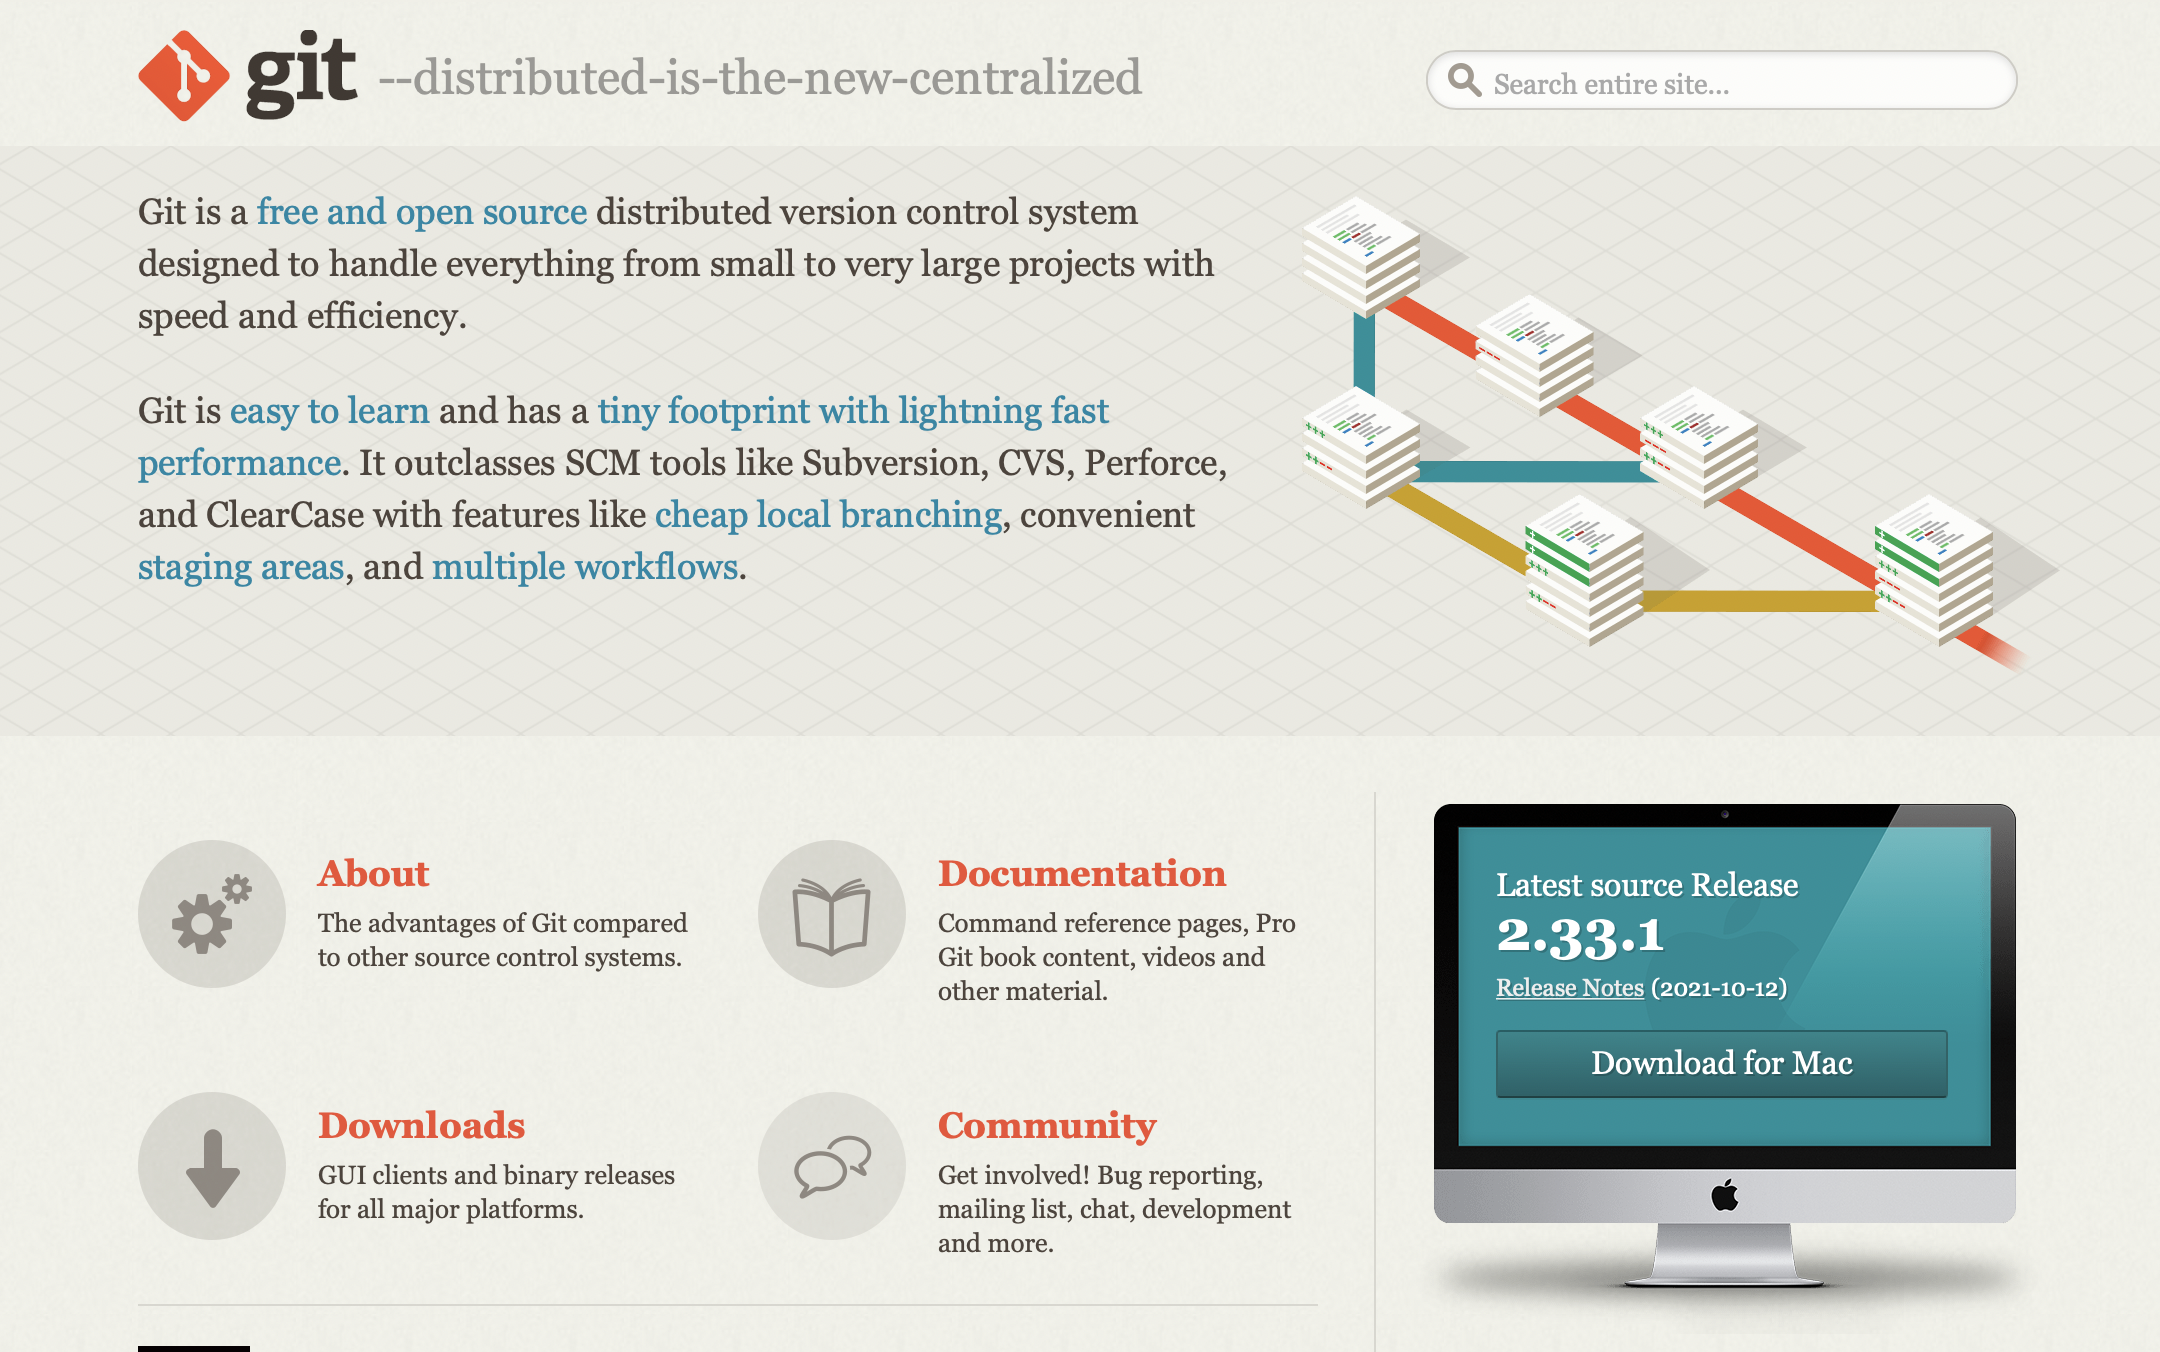 git --distributed-is-the-new-centralized
Search entire site...
Git is a free and open source distributed version control system
designed to handle everything from small to very large projects with
speed and efficiency.
Git is easy to learn and has a tiny footprint with lightning fast
performance. It outclasses SCM tools like Subversion, CVS, Perforce,
and ClearCase with features like cheap local branching, convenient
staging areas, and multiple workflows.
About
The advantages of Git compared
to other source control systems.
Documentation
Command reference pages, Pro
Git book content, videos and
other material.
Downloads
GUI clients and binary releases
for all major platforms.
Community
Get involved! Bug reporting,
mailing list, chat, development
and more.
Latest source Release
2.33.1
Release Notes (2021-10-12)
Download for Mac